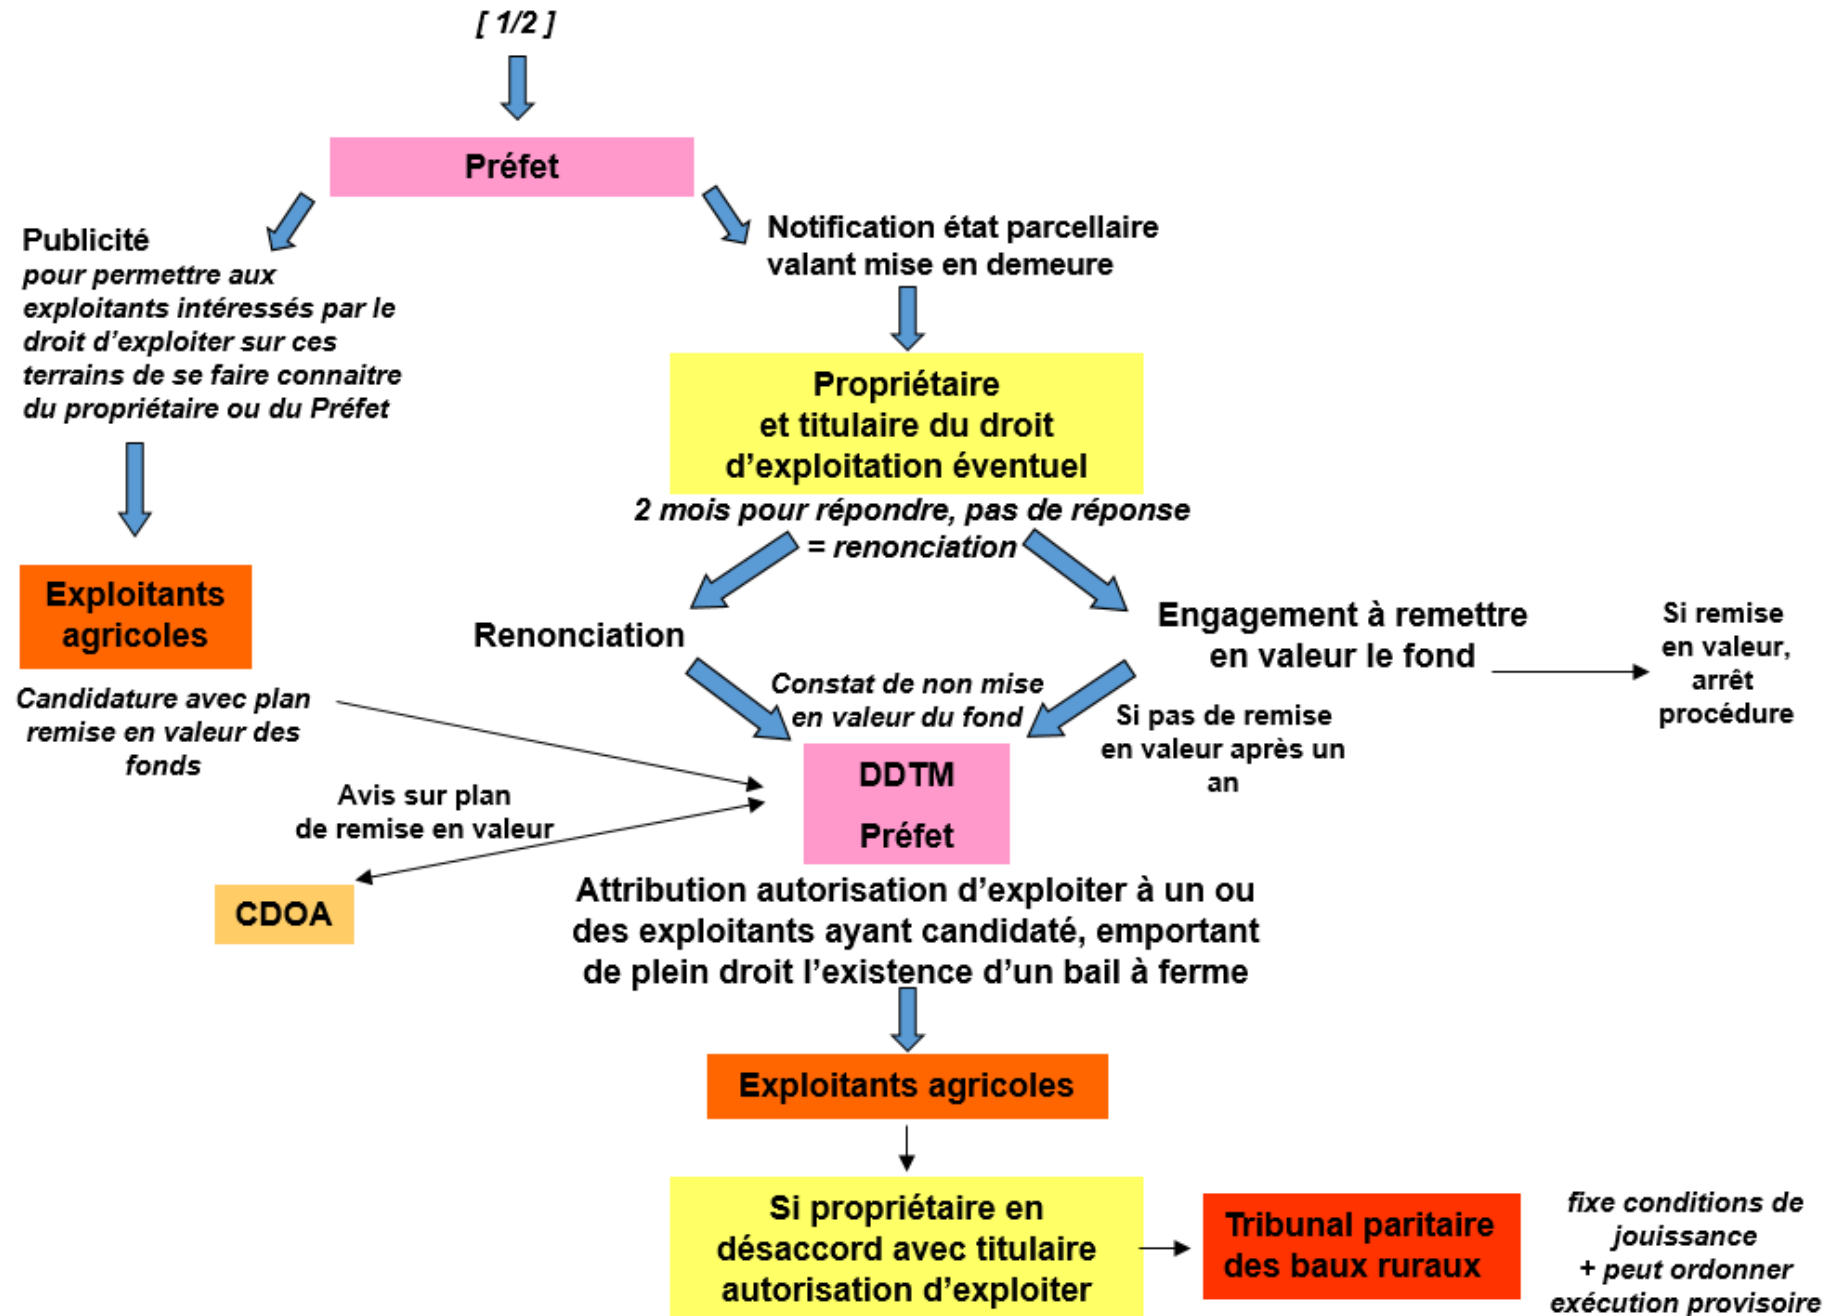 [ 1/2 ]
Préfet
Publicité
pour permettre aux
exploitants intéressés par le
droit d'exploiter sur ces
terrains de se faire connaitre
du propriétaire ou du Préfet
Notification état parcellaire
valant mise en demeure
Propriétaire
et titulaire du droit
d'exploitation éventuel
2 mois pour répondre, pas de réponse
= renonciation
Exploitants
agricoles
Candidature avec plan
remise en valeur des
fonds
Renonciation
Engagement à remettre
en valeur le fond
Si remise
en valeur,
arrêt
procédure
Constat de non mise
en valeur du fond
Si pas de remise
en valeur après un
an
Avis sur plan
de remise en valeur
CDOA
DDTM
Préfet
Attribution autorisation d'exploiter à un ou
des exploitants ayant candidaté, emportant
de plein droit l'existence d'un bail à ferme
Exploitants agricoles
Si propriétaire en
désaccord avec titulaire
autorisation d'exploiter
Tribunal paritaire
des baux ruraux
fixe conditions de
jouissance
+ peut ordonner
exécution provisoire